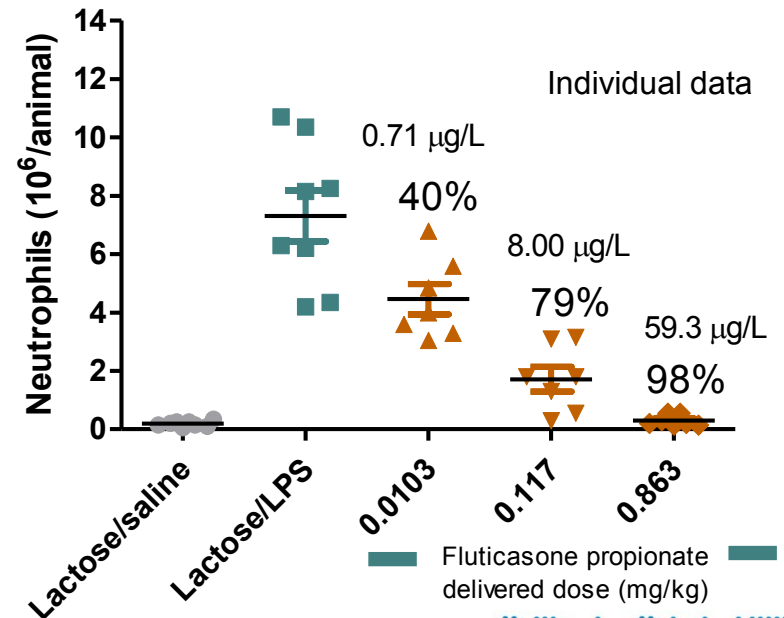 14
12
10
8
6
4
2
0
Neutrophils (10⁶/animal)
Individual data
0.71 μg/L
40%
8.00 μg/L
79%
59.3 μg/L
98%
Lactose/saline
Lactose/LPS
0.0103
0.117
0.863
Fluticasone propionate
delivered dose (mg/kg)